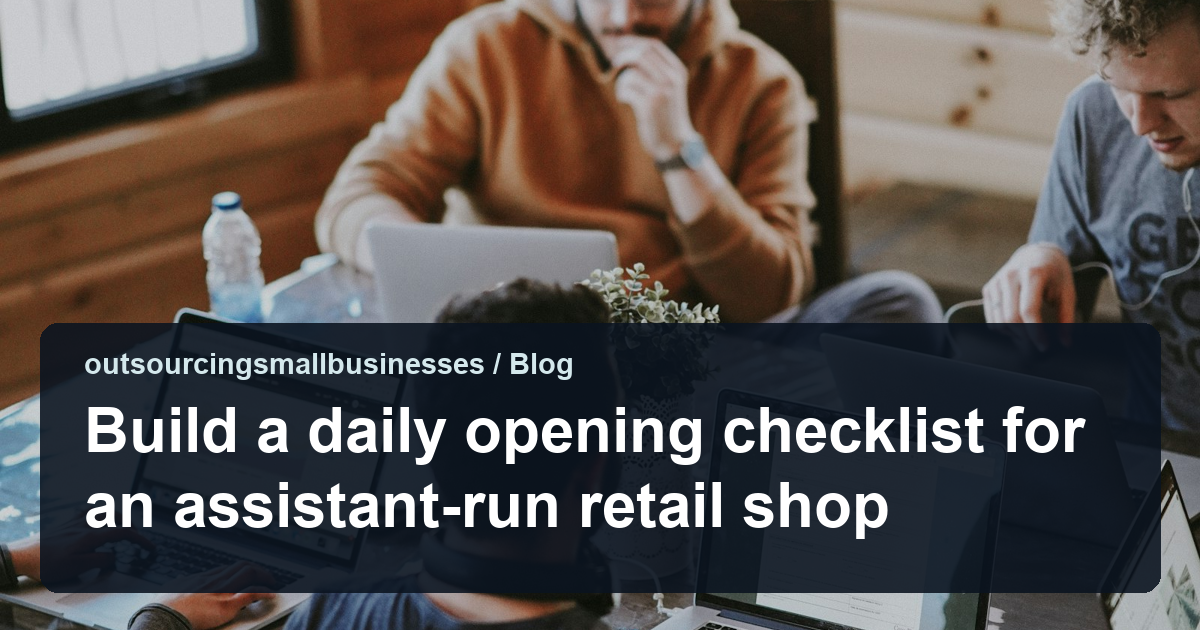 outsourcingsmallbusinesses / Blog
Build a daily opening checklist for
an assistant-run retail shop